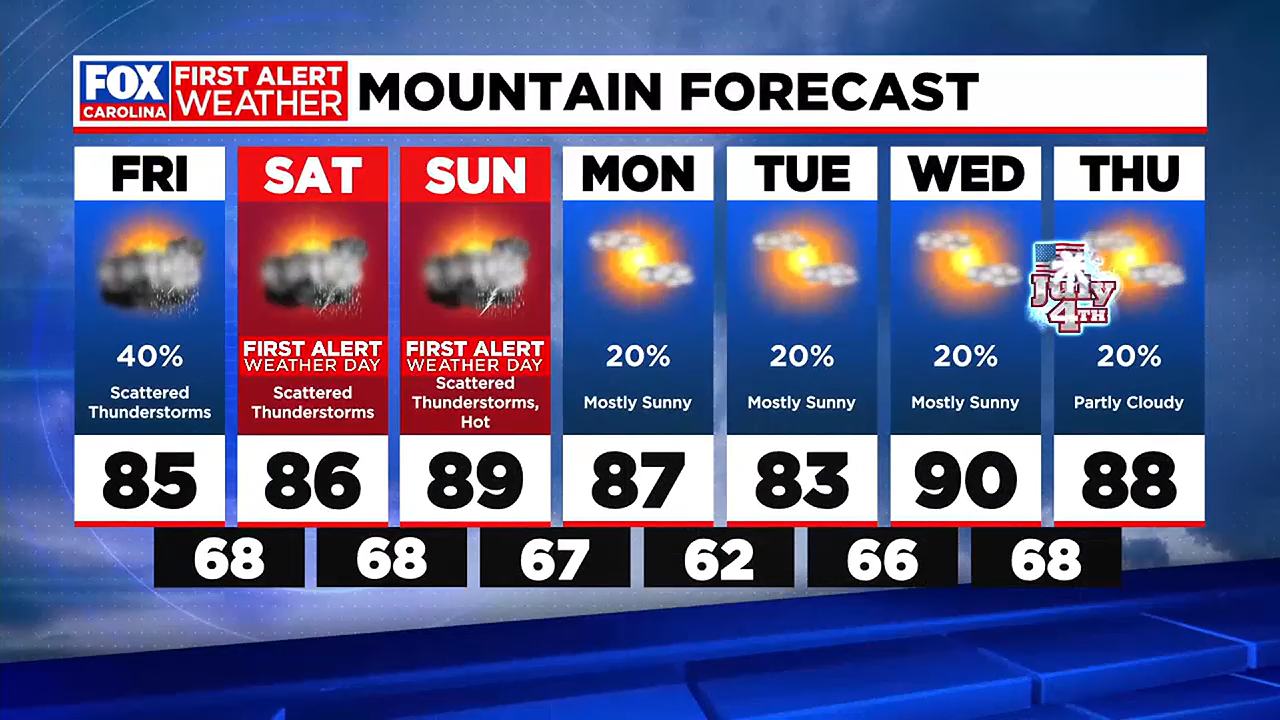 FOX
CAROLINA
FIRST ALERT
WEATHER
MOUNTAIN FORECAST
FRI
40%
Scattered
Thunderstorms
85
SAT
FIRST ALERT
WEATHER DAY
Scattered
Thunderstorms
86
SUN
FIRST ALERT
WEATHER DAY
Scattered
Thunderstorms,
Hot
89
MON
20%
Mostly Sunny
87
TUE
20%
Mostly Sunny
83
WED
20%
Mostly Sunny
90
THU
July
4TH
20%
Partly Cloudy
88
68
68
67
62
66
68